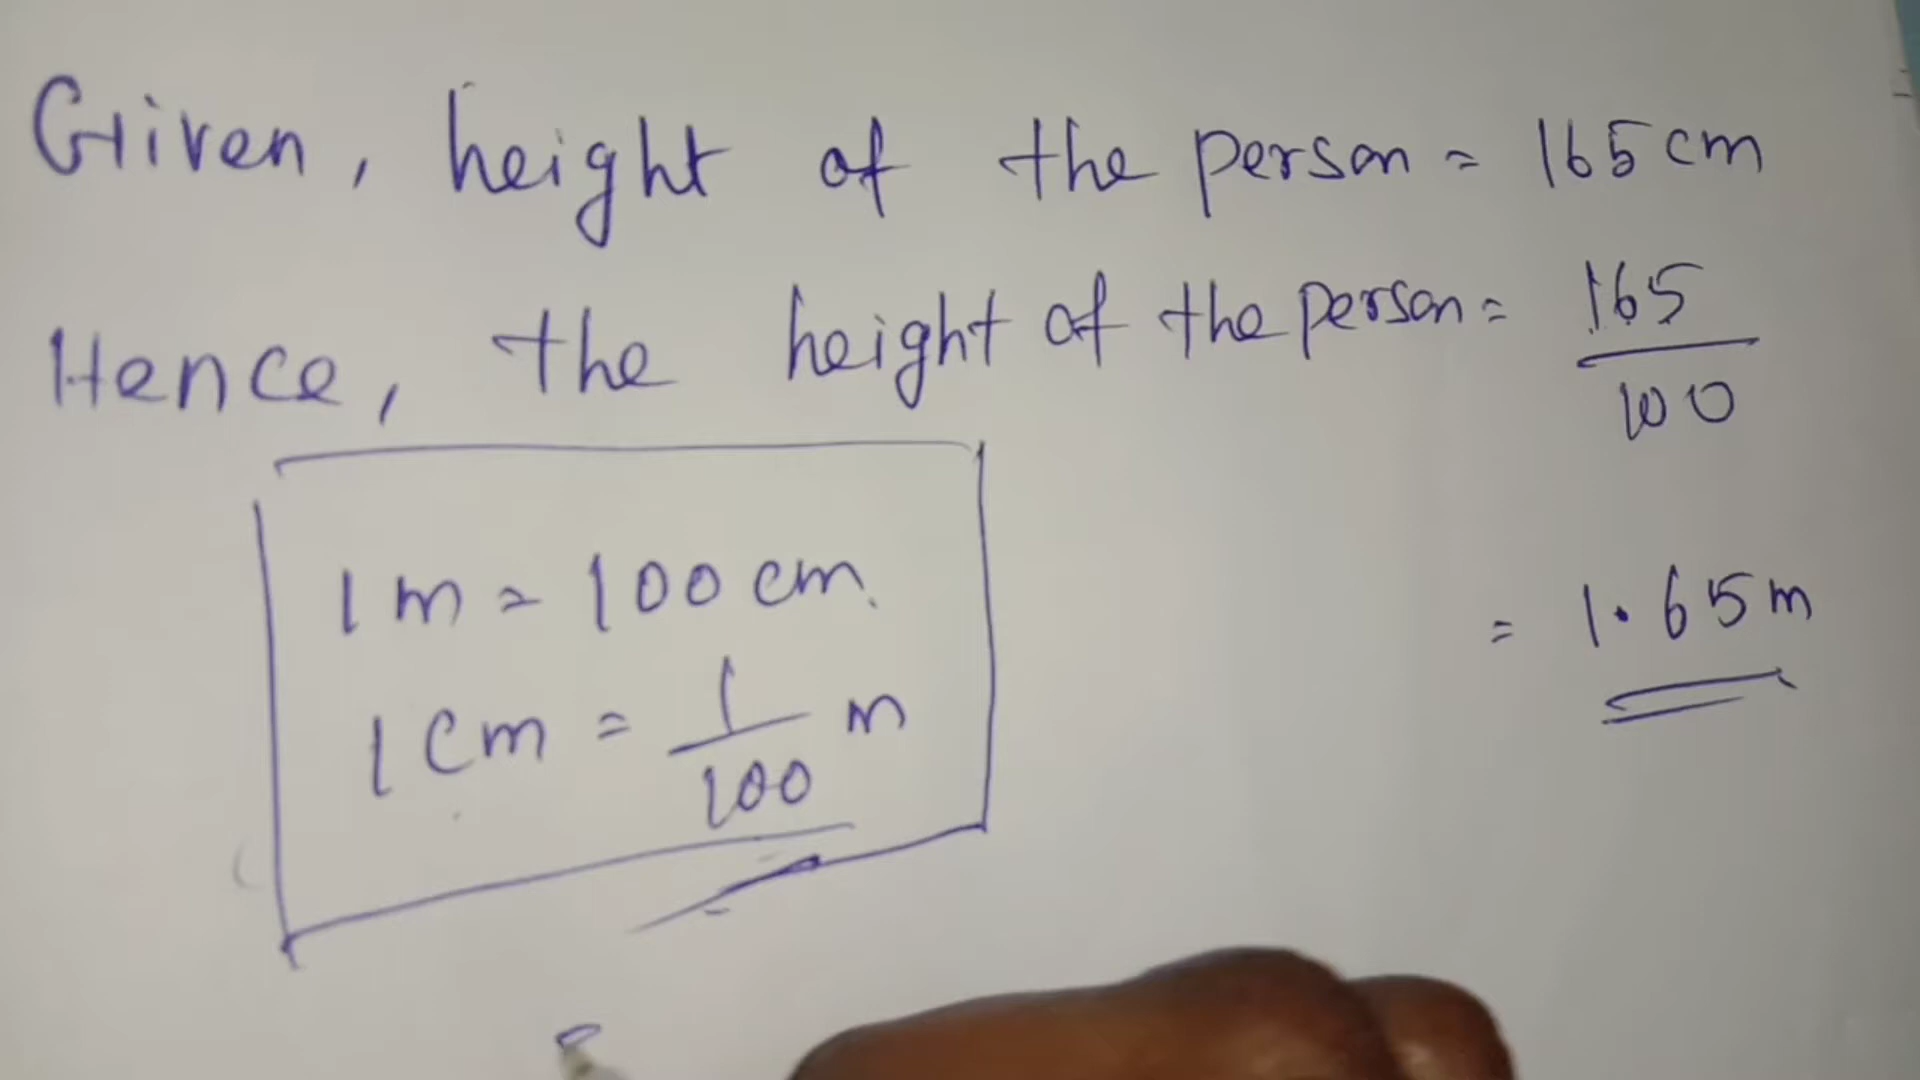 Given, height of the person = 165 cm
Hence, the height of the person = 165/100
= 1.65 m
1 m = 100 cm.
1 cm = 1/100 m